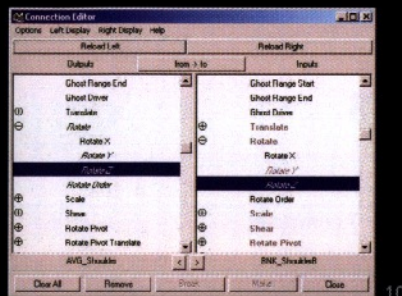 Connection Editor
Options Left Display Right Display Help
Reload Left Reload Right
Outputs from -> to Inputs
Ghost Range End
Ghost Driver
Translate
Rotate
Rotate X
Rotate Y
Rotate Z
Rotate Order
Scale
Shear
Rotate Pivot
Rotate Pivot Translate
AVG_Shoulder
Ghost Range Start
Ghost Range End
Ghost Driver
Translate
Rotate
Rotate X
Rotate Y
Rotate Z
Rotate Order
Scale
Shear
Rotate Pivot
BNK_ShoulderB
< >
Clear All Remove Break Make Close
10